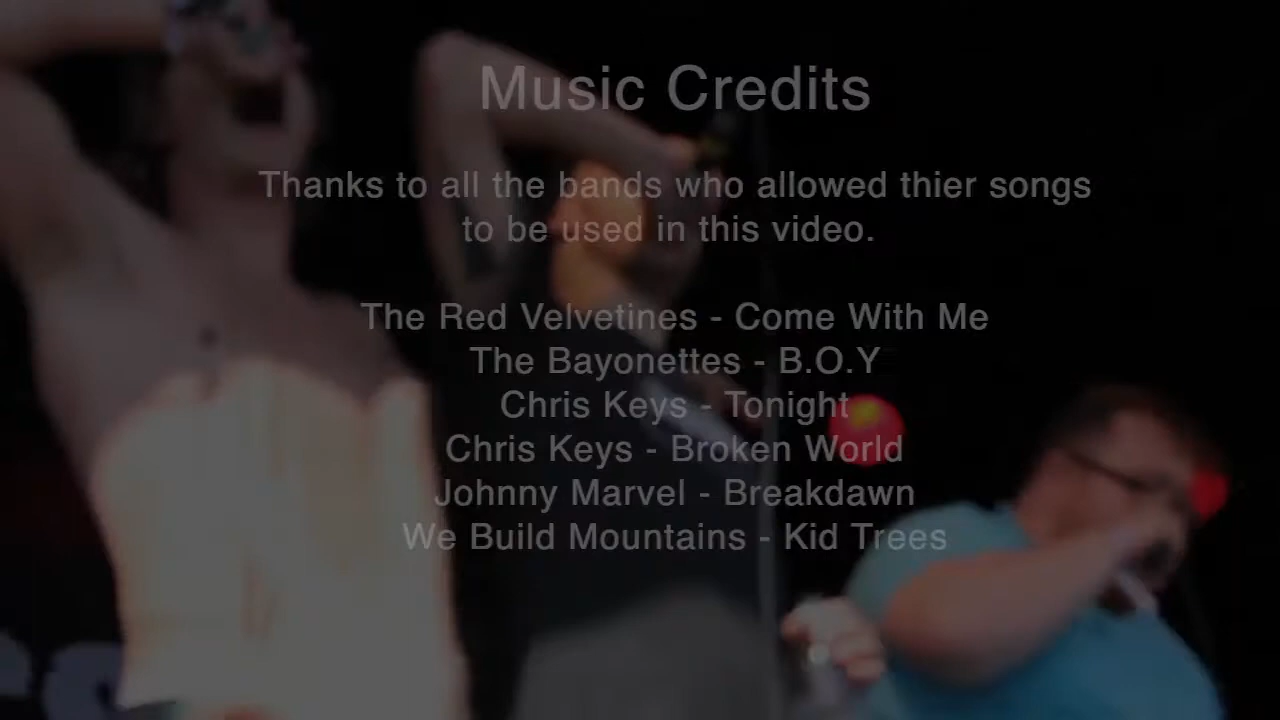 Music Credits
Thanks to all the bands who allowed thier songs
to be used in this video.
The Red Velvetines - Come With Me
The Bayonettes - B.O.Y
Chris Keys - Tonight
Chris Keys - Broken World
Johnny Marvel - Breakdawn
We Build Mountains - Kid Trees